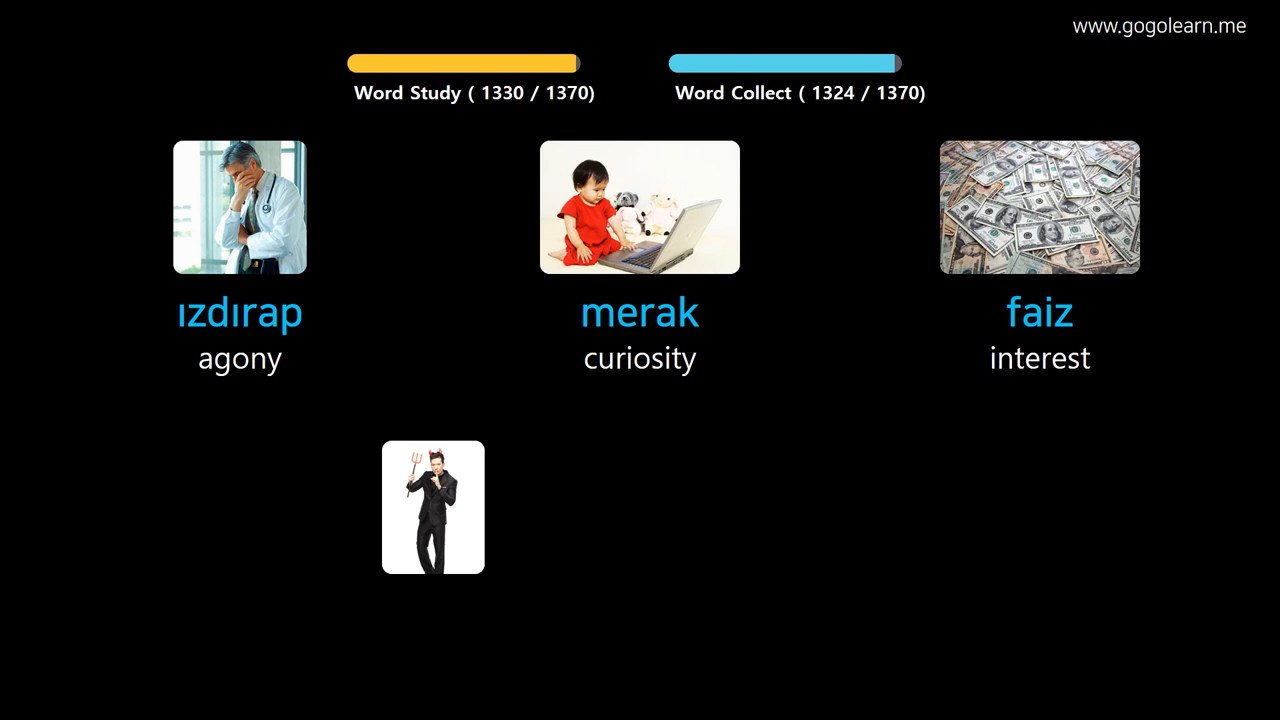 www.gogolearn.me
Word Study ( 1330 / 1370)
Word Collect ( 1324 / 1370)
ızdırap
merak
faiz
agony
curiosity
interest